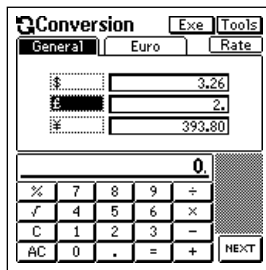 Conversion Exe Tools
General Euro Rate
$ 3.26
£ 2.
¥ 393.80
0.
% 7 8 9 ÷
√ 4 5 6 ×
C 1 2 3 −
AC 0 . = + NEXT